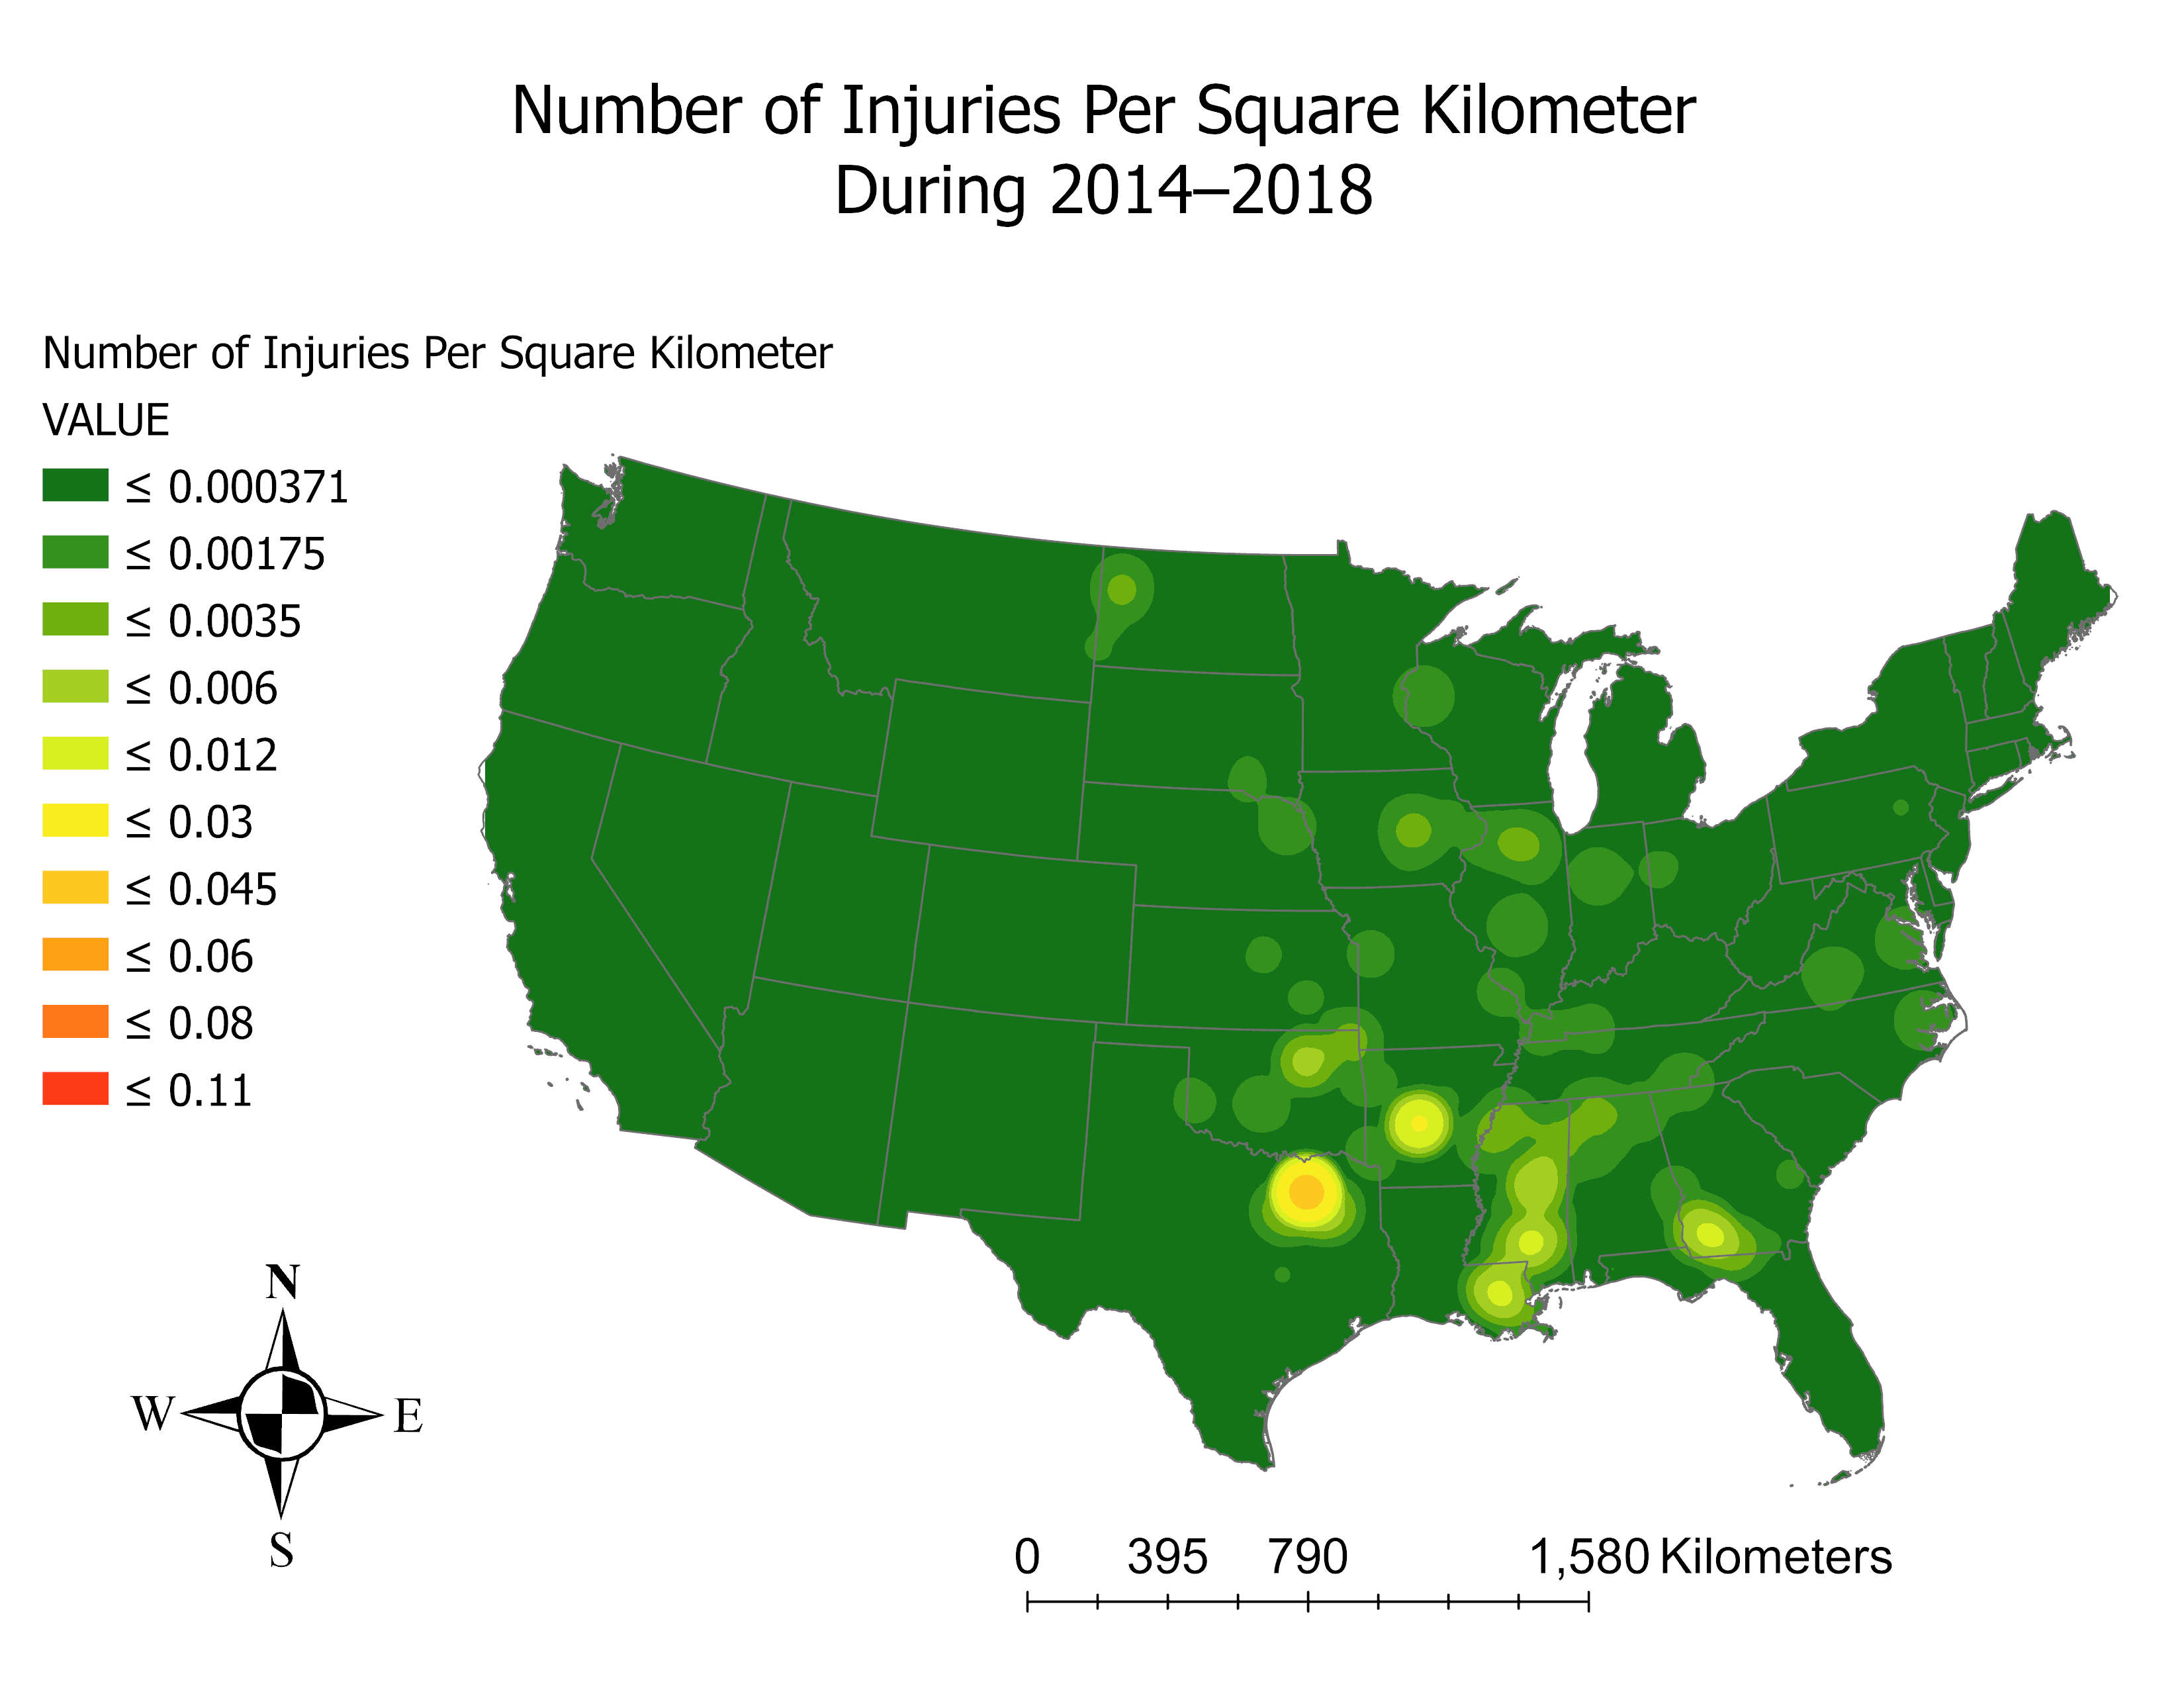 Number of Injuries Per Square Kilometer
During 2014–2018
Number of Injuries Per Square Kilometer
VALUE
≤ 0.000371
≤ 0.00175
≤ 0.0035
≤ 0.006
≤ 0.012
≤ 0.03
≤ 0.045
≤ 0.06
≤ 0.08
≤ 0.11
N
W E
S
0 395 790 1,580 Kilometers